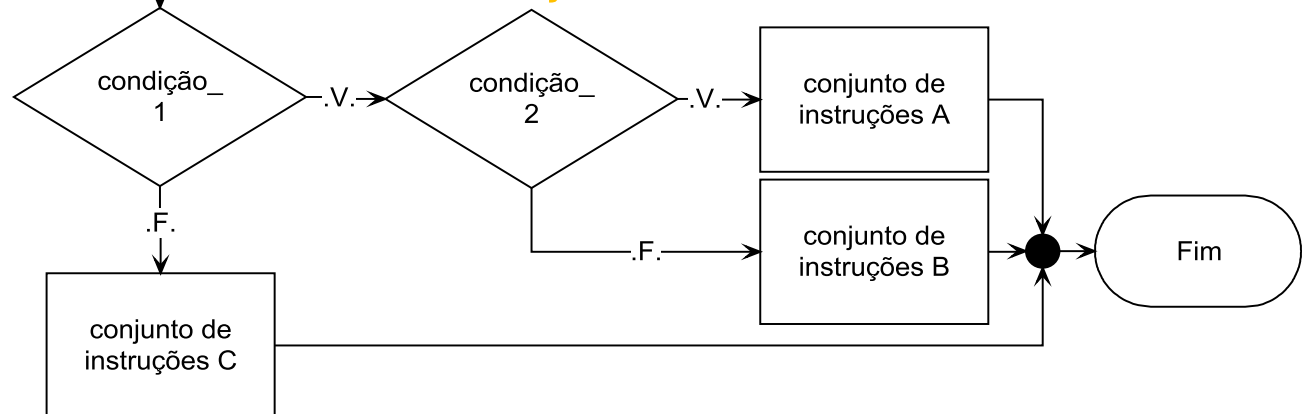 condição_
1
.V.
condição_
2
.V.
conjunto de
instruções A
.F.
.F.
conjunto de
instruções B
Fim
conjunto de
instruções C